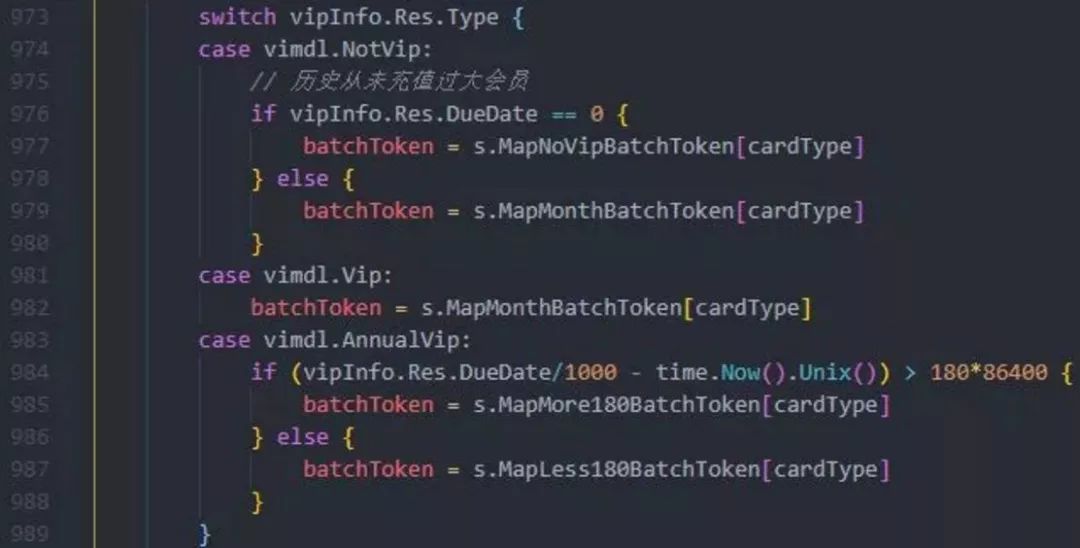 973 switch vipInfo.Res.Type {
974 case vimdl.NotVip:
975 // 历史从未充值过大会员
976 if vipInfo.Res.DueDate == 0 {
977 batchToken = s.MapNoVipBatchToken[cardType]
978 } else {
979 batchToken = s.MapMonthBatchToken[cardType]
980 }
981 case vimdl.Vip:
982 batchToken = s.MapMonthBatchToken[cardType]
983 case vimdl.AnnualVip:
984 if (vipInfo.Res.DueDate/1000 - time.Now().Unix()) > 180*86400 {
985 batchToken = s.MapMore180BatchToken[cardType]
986 } else {
987 batchToken = s.MapLess180BatchToken[cardType]
988 }
989 }